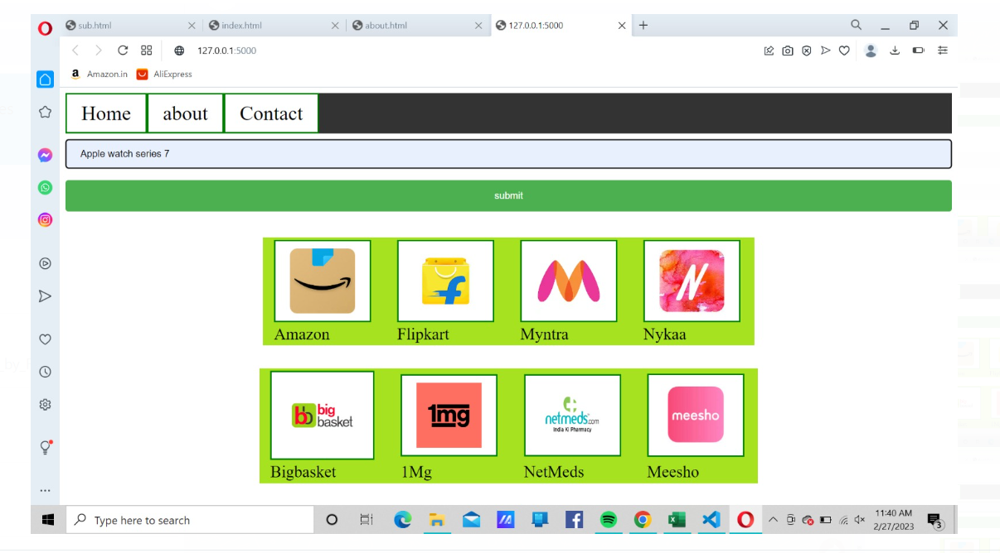 sub.html index.html about.html 127.0.0.1:5000
127.0.0.1:5000
a Amazon.in AliExpress
Home about Contact
Apple watch series 7
submit
Amazon Flipkart Myntra Nykaa
bb big basket
1mg
netmeds.com
India Ki Pharmacy
meesho
Bigbasket 1Mg NetMeds Meesho
Type here to search
11:40 AM
2/27/2023
3